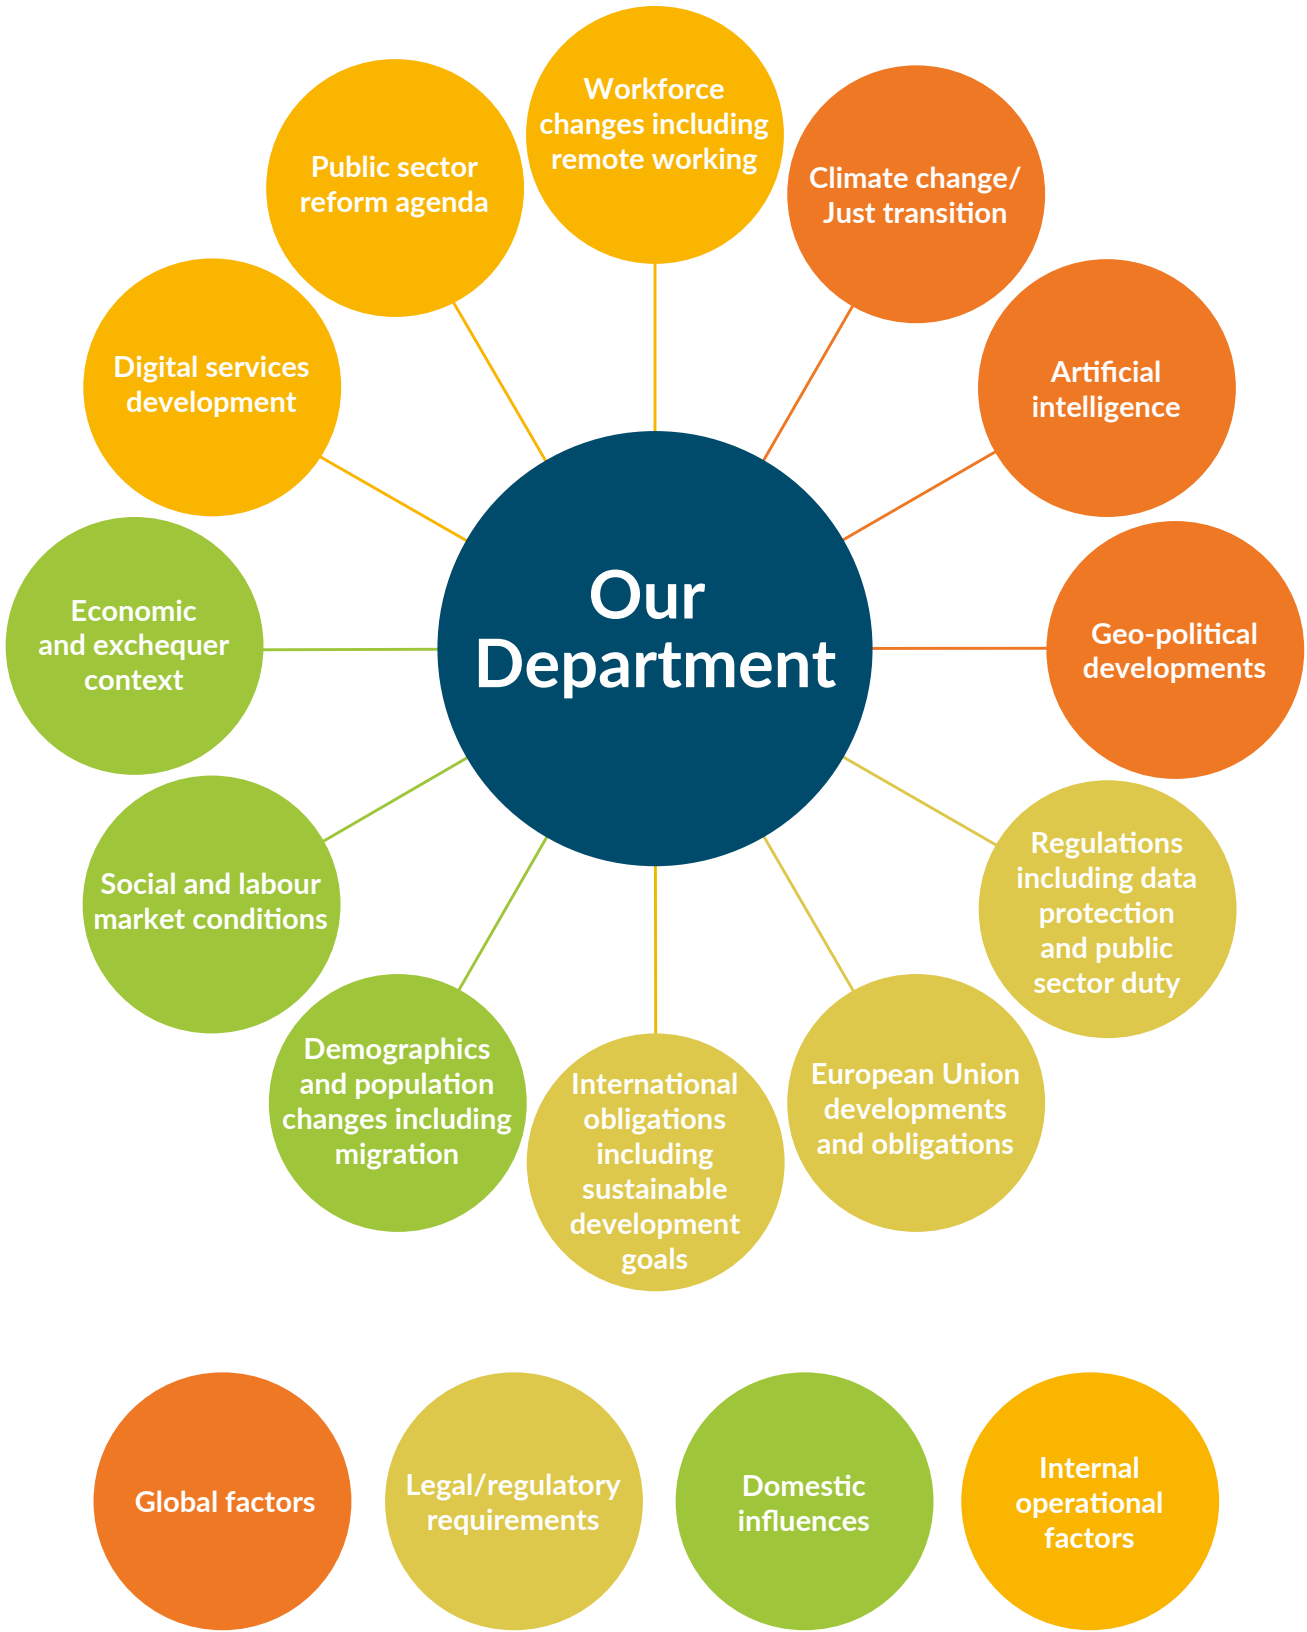 Workforce
changes including
remote working
Climate change/
Just transition
Artificial
intelligence
Geo-political
developments
Regulations
including data
protection
and public
sector duty
European Union
developments
and obligations
International
obligations
including
sustainable
development
goals
Demographics
and population
changes including
migration
Social and labour
market conditions
Economic
and exchequer
context
Digital services
development
Public sector
reform agenda
Our
Department
Global factors
Legal/regulatory
requirements
Domestic
influences
Internal
operational
factors